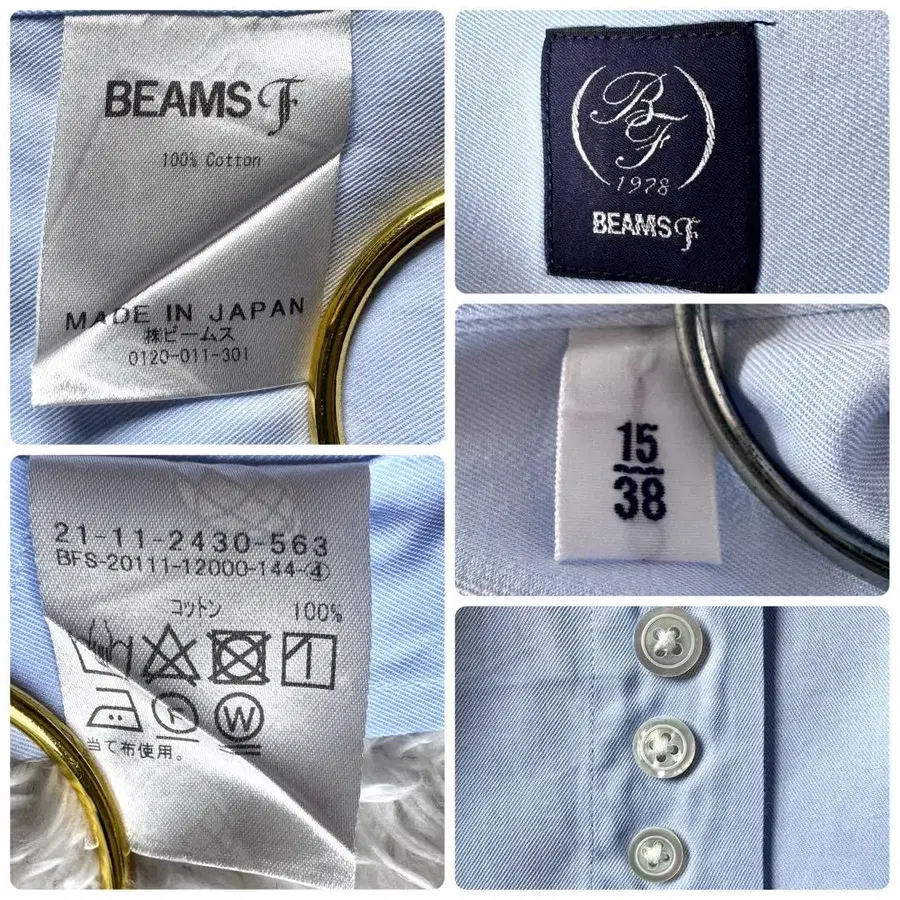 BEAMS F
100% Cotton
MADE IN JAPAN
㈱ビームス
0120-011-301
BF
1978
BEAMS F
15
38
21-11-2430-563
BFS-20111-12000-144-④
コットン 100%
F
W
当て布使用。